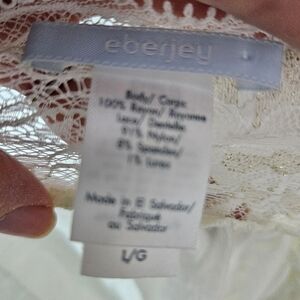 eberjey
Body/ Corps
100% Rayon/ Rayonne
Lace/ Dentelle
91% Nylon/
8% Spandex/
1% Lurex
Made in El Salvador/
Fabriqué
au Salvador
L/G